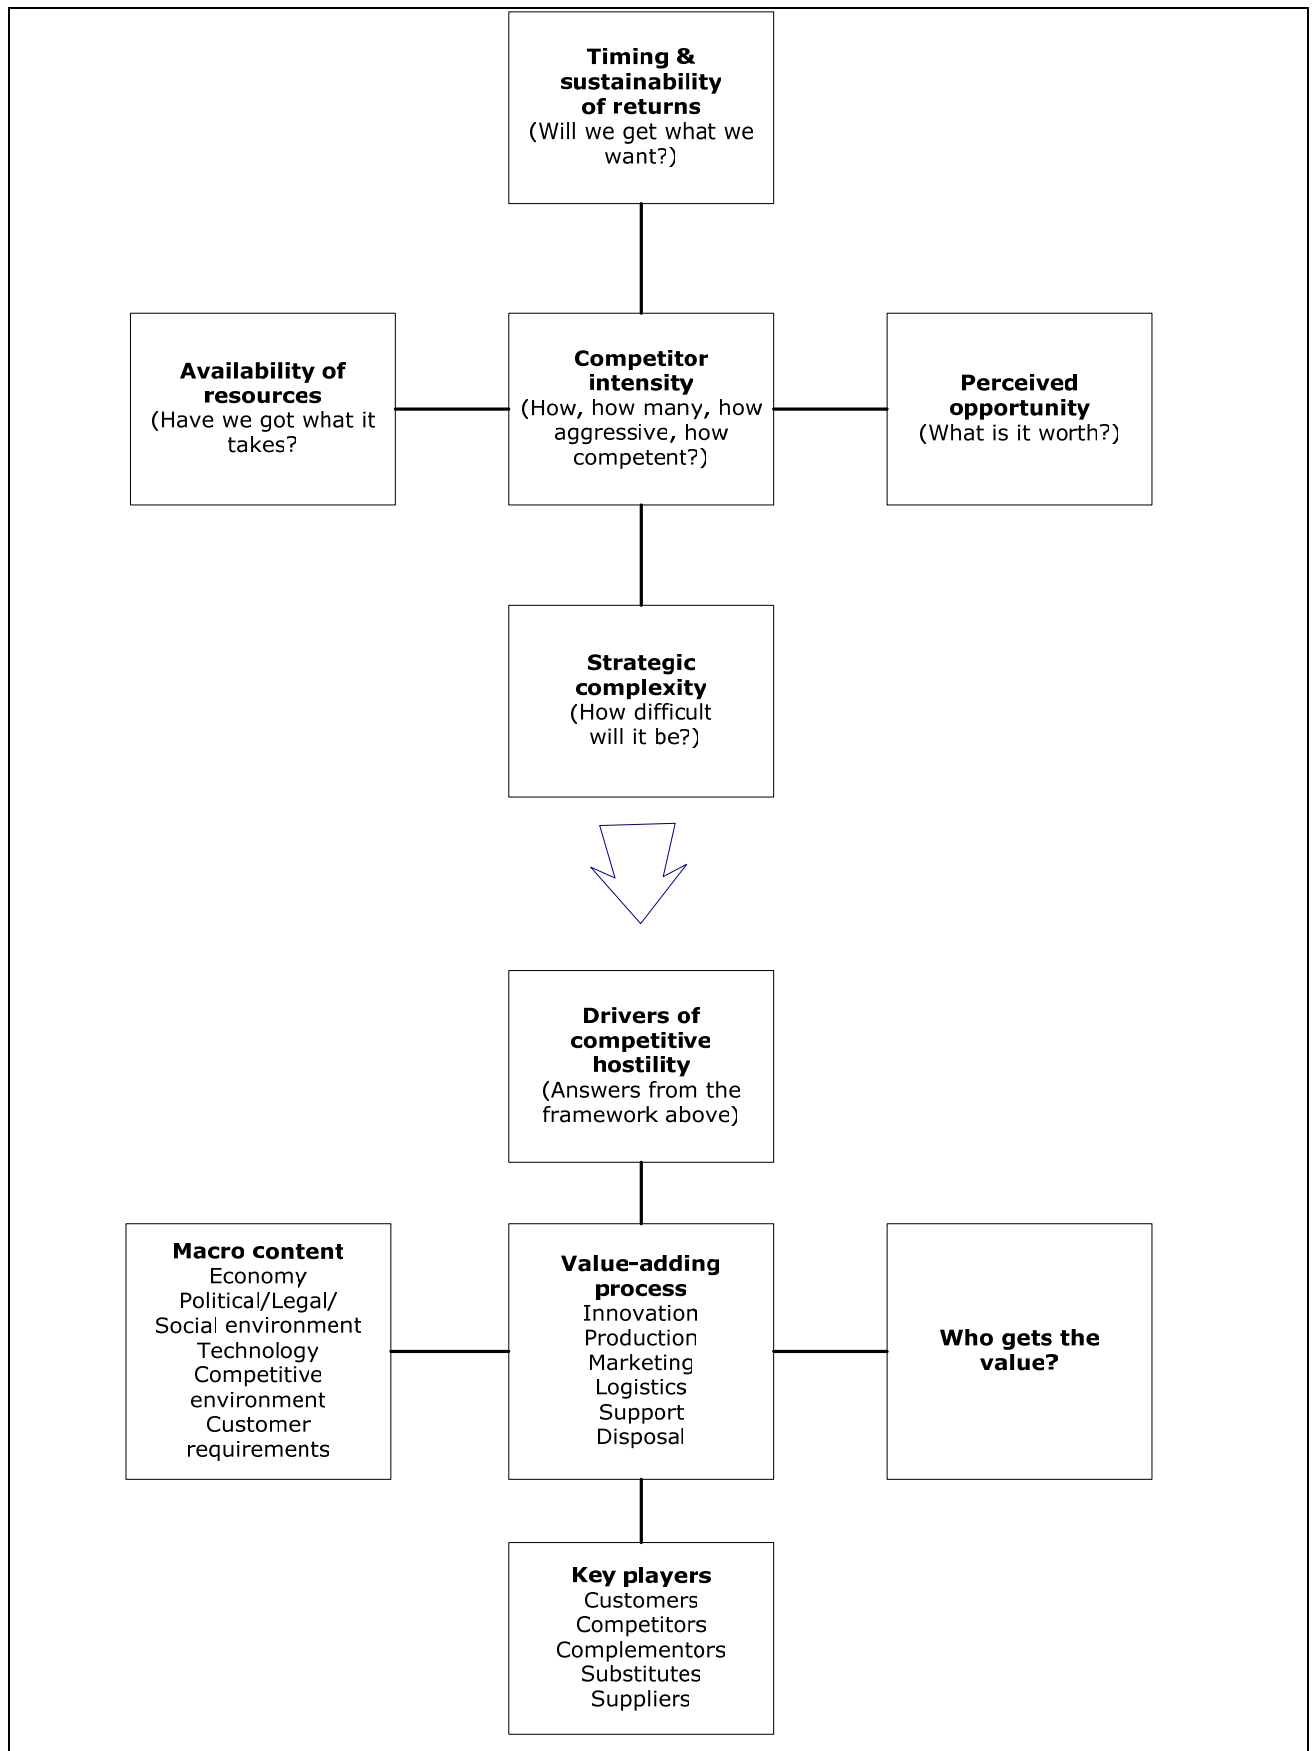 Timing &
sustainability
of returns
(Will we get what we
want?)
Availability of
resources
(Have we got what it
takes?
Competitor
intensity
(How, how many, how
aggressive, how
competent?)
Perceived
opportunity
(What is it worth?)
Strategic
complexity
(How difficult
will it be?)
Drivers of
competitive
hostility
(Answers from the
framework above)
Macro content
Economy
Political/Legal/
Social environment
Technology
Competitive
environment
Customer
requirements
Value-adding
process
Innovation
Production
Marketing
Logistics
Support
Disposal
Who gets the
value?
Key players
Customers
Competitors
Complementors
Substitutes
Suppliers